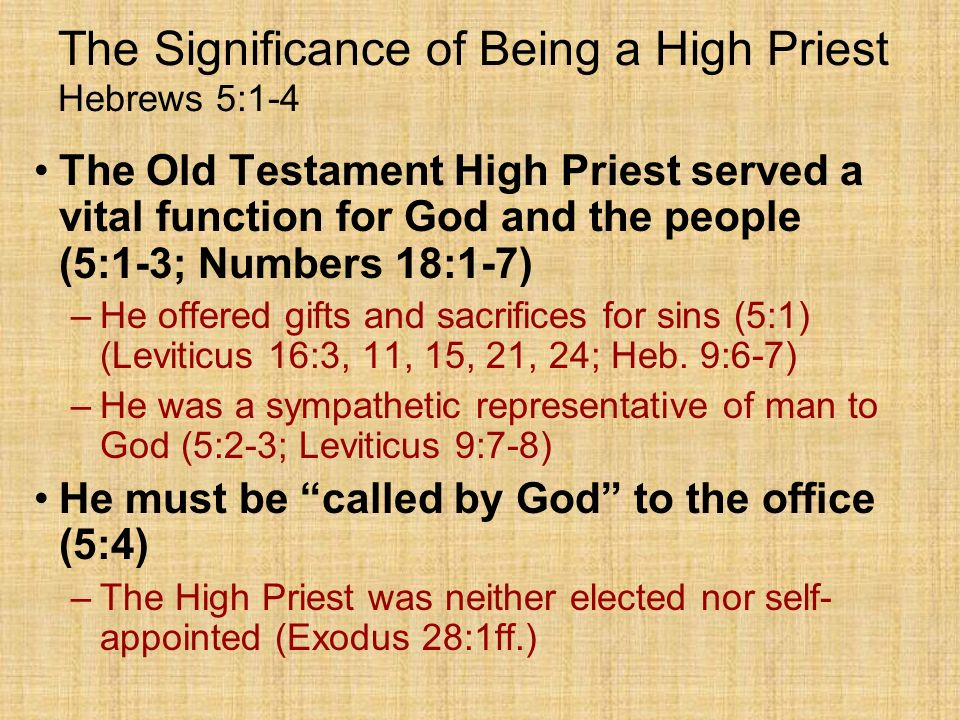 The Significance of Being a High Priest
Hebrews 5:1-4
• The Old Testament High Priest served a
vital function for God and the people
(5:1-3; Numbers 18:1-7)
– He offered gifts and sacrifices for sins (5:1)
(Leviticus 16:3, 11, 15, 21, 24; Heb. 9:6-7)
– He was a sympathetic representative of man to
God (5:2-3; Leviticus 9:7-8)
• He must be “called by God” to the office
(5:4)
– The High Priest was neither elected nor self-
appointed (Exodus 28:1ff.)